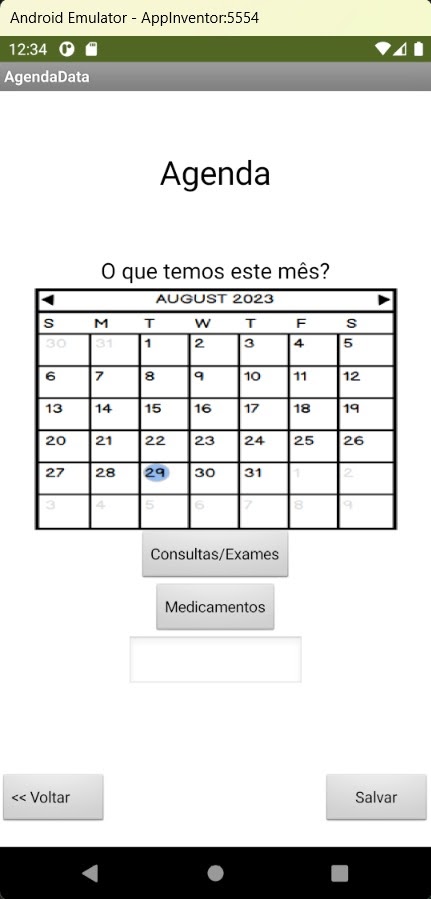 Android Emulator - AppInventor:5554
12:34
AgendaData
Agenda
O que temos este mês?
AUGUST 2023
S M T W T F S
30 31 1 2 3 4 5
6 7 8 9 10 11 12
13 14 15 16 17 18 19
20 21 22 23 24 25 26
27 28 29 30 31 1 2
3 4 5 6 7 8 9
Consultas/Exames
Medicamentos
<< Voltar
Salvar